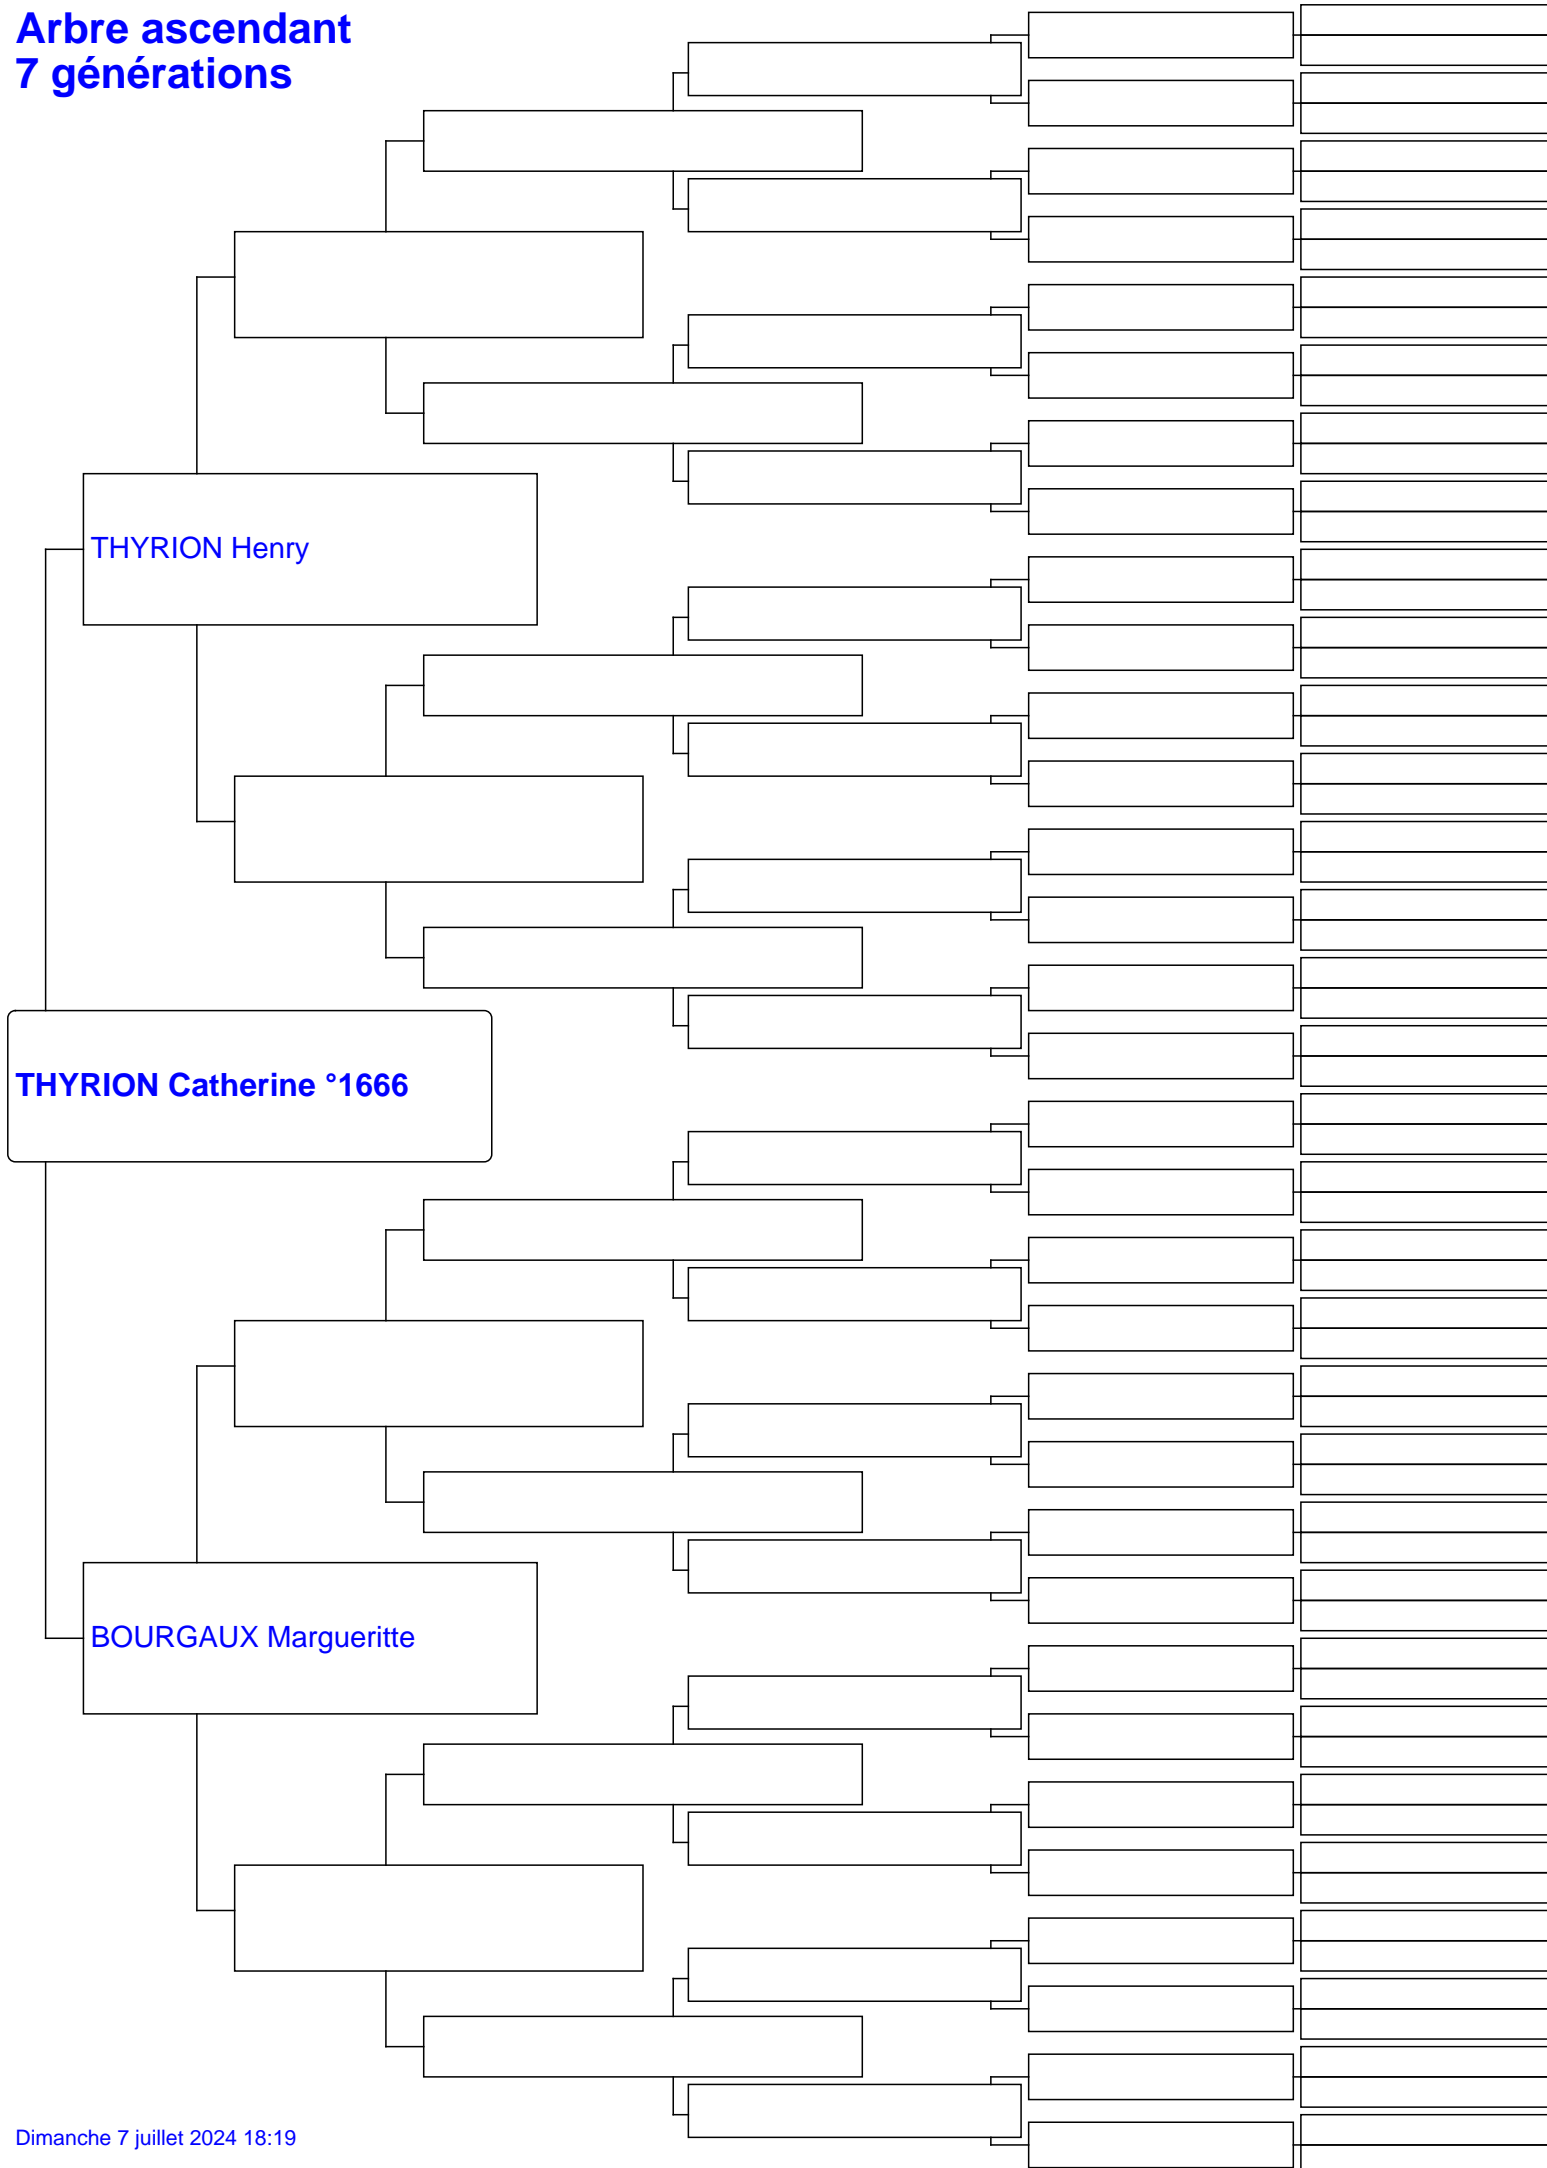 Arbre ascendant
7 générations
THYRION Henry
THYRION Catherine °1666
BOURGAUX Margueritte
Dimanche 7 juillet 2024 18:19